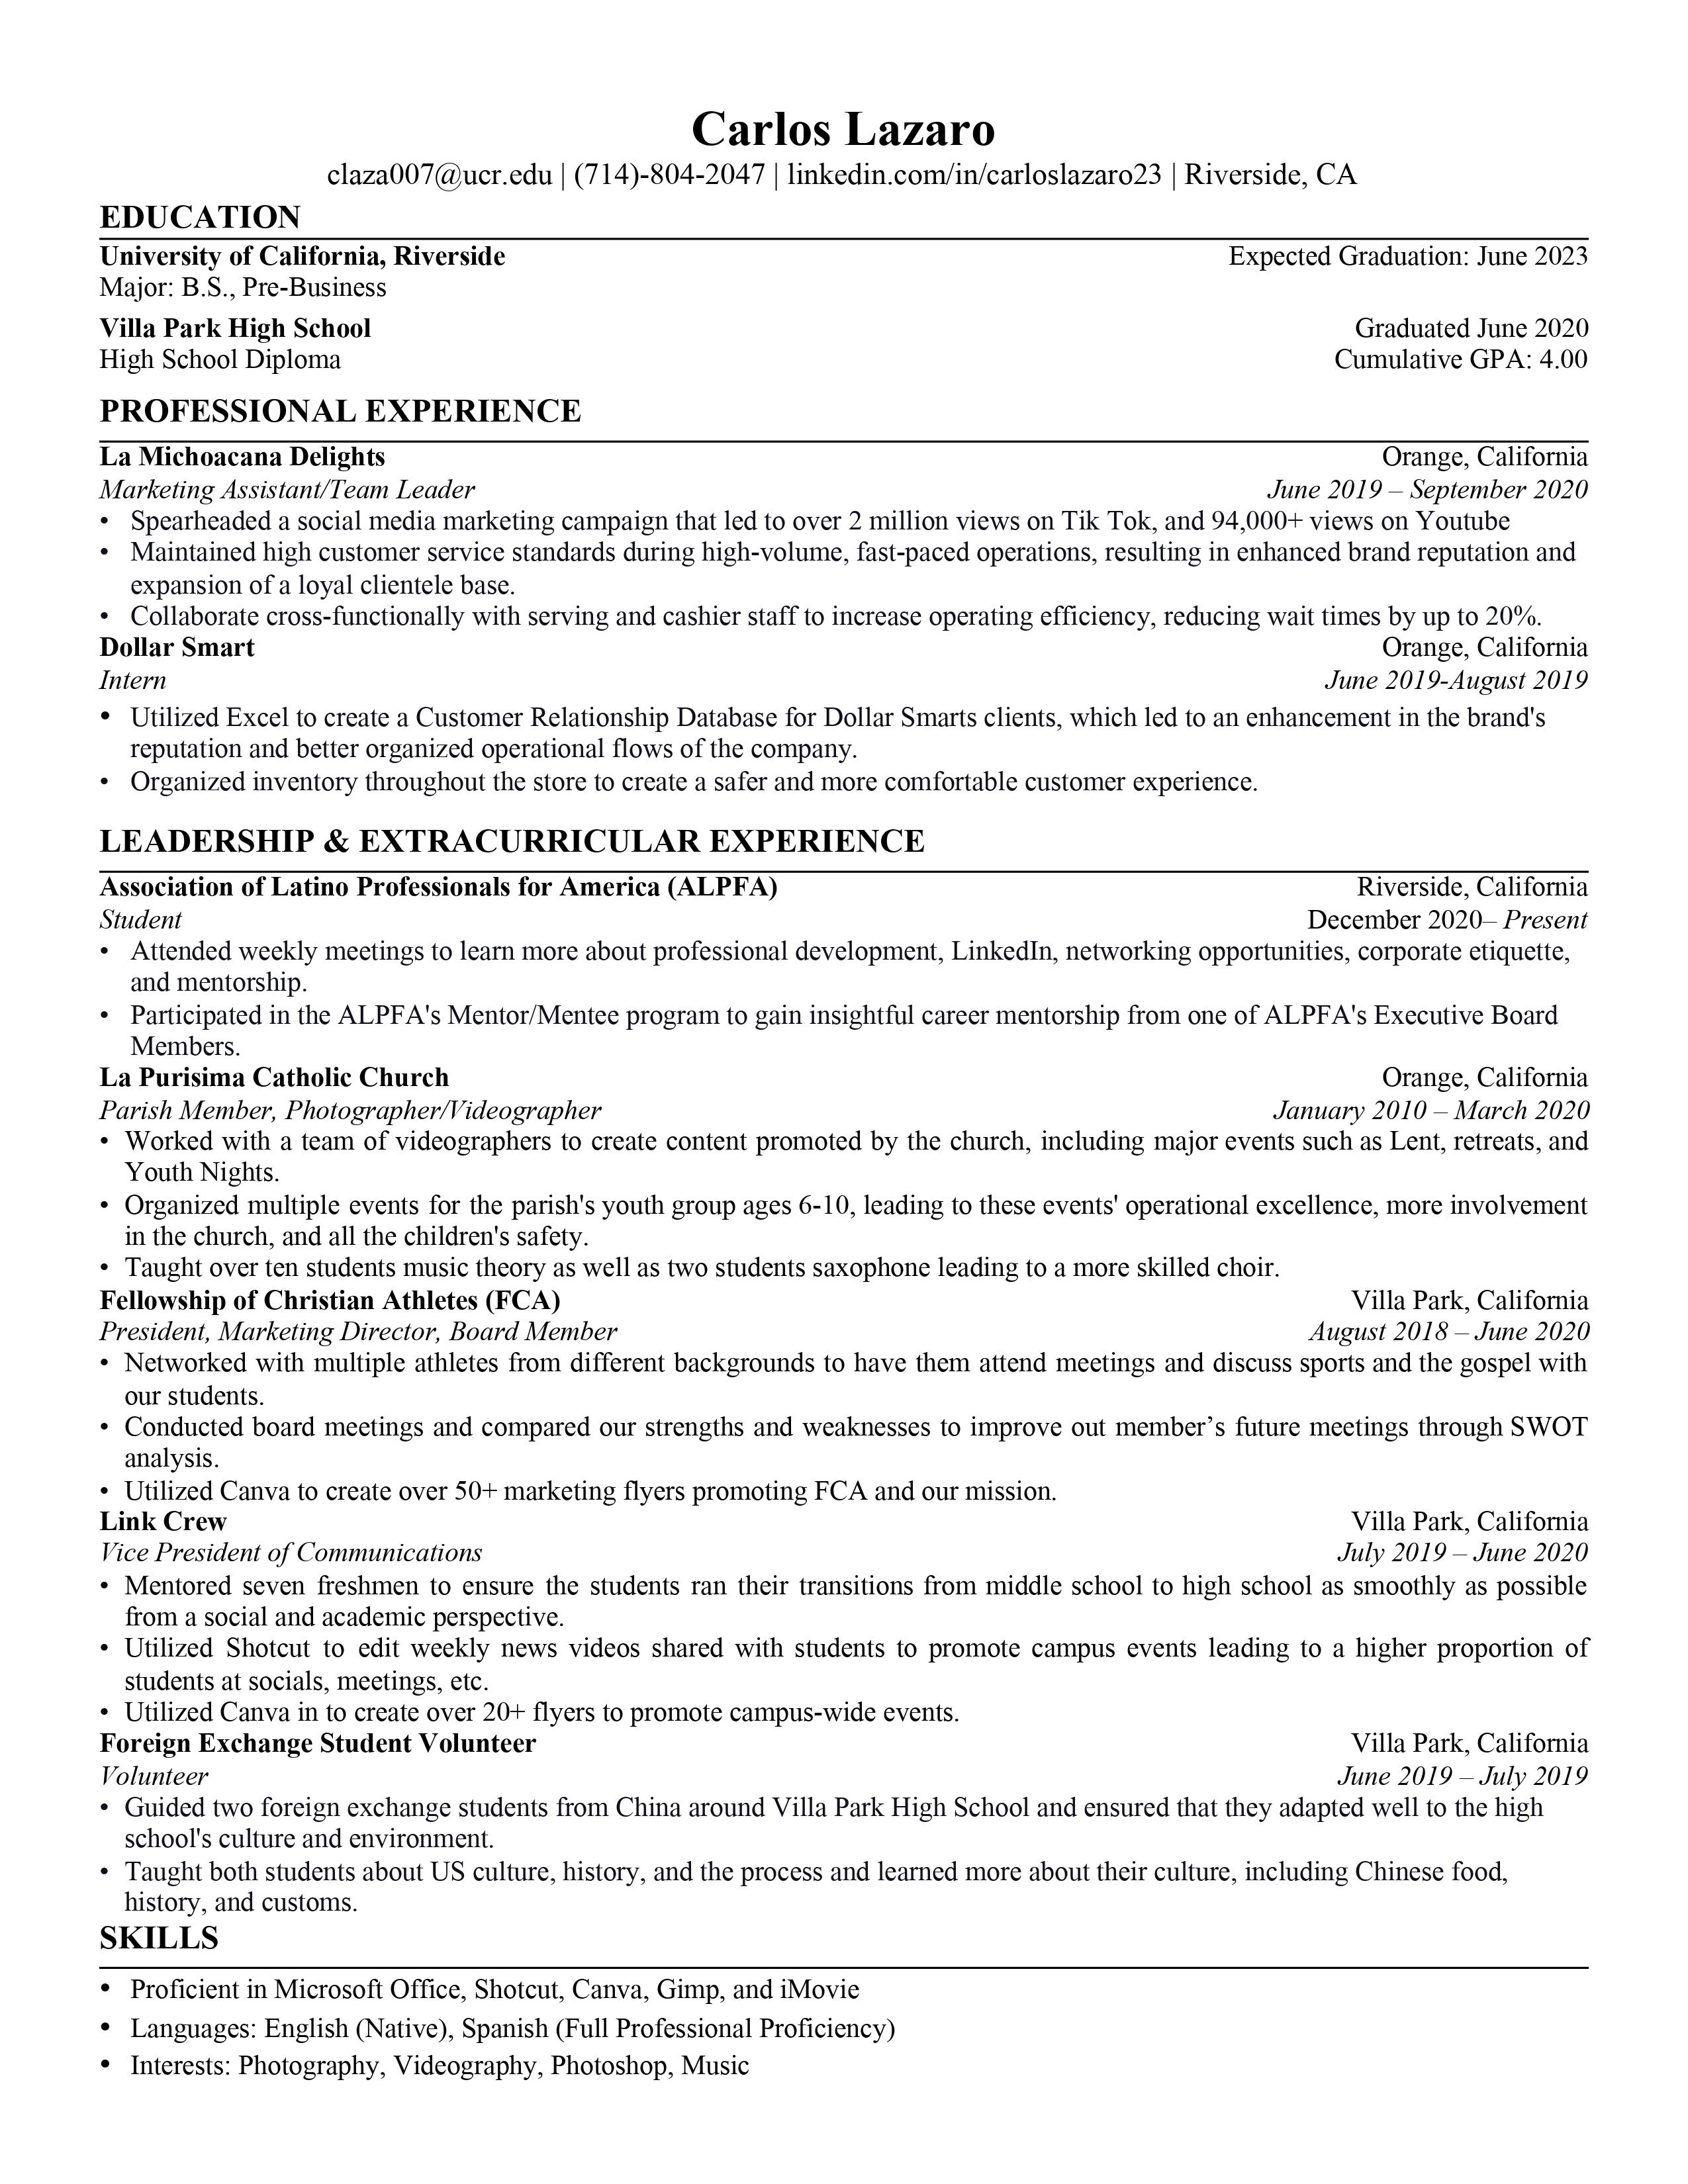 Carlos Lazaro
claza007@ucr.edu | (714)-804-2047 | linkedin.com/in/carloslazaro23 | Riverside, CA
EDUCATION
University of California, Riverside Expected Graduation: June 2023
Major: B.S., Pre-Business
Villa Park High School Graduated June 2020
High School Diploma Cumulative GPA: 4.00
PROFESSIONAL EXPERIENCE
La Michoacana Delights Orange, California
Marketing Assistant/Team Leader June 2019 – September 2020
• Spearheaded a social media marketing campaign that led to over 2 million views on Tik Tok, and 94,000+ views on Youtube
• Maintained high customer service standards during high-volume, fast-paced operations, resulting in enhanced brand reputation and
expansion of a loyal clientele base.
• Collaborate cross-functionally with serving and cashier staff to increase operating efficiency, reducing wait times by up to 20%.
Dollar Smart Orange, California
Intern June 2019-August 2019
• Utilized Excel to create a Customer Relationship Database for Dollar Smarts clients, which led to an enhancement in the brand's
reputation and better organized operational flows of the company.
• Organized inventory throughout the store to create a safer and more comfortable customer experience.
LEADERSHIP & EXTRACURRICULAR EXPERIENCE
Association of Latino Professionals for America (ALPFA) Riverside, California
Student December 2020– Present
• Attended weekly meetings to learn more about professional development, LinkedIn, networking opportunities, corporate etiquette,
and mentorship.
• Participated in the ALPFA's Mentor/Mentee program to gain insightful career mentorship from one of ALPFA's Executive Board
Members.
La Purisima Catholic Church Orange, California
Parish Member, Photographer/Videographer January 2010 – March 2020
• Worked with a team of videographers to create content promoted by the church, including major events such as Lent, retreats, and
Youth Nights.
• Organized multiple events for the parish's youth group ages 6-10, leading to these events' operational excellence, more involvement
in the church, and all the children's safety.
• Taught over ten students music theory as well as two students saxophone leading to a more skilled choir.
Fellowship of Christian Athletes (FCA) Villa Park, California
President, Marketing Director, Board Member August 2018 – June 2020
• Networked with multiple athletes from different backgrounds to have them attend meetings and discuss sports and the gospel with
our students.
• Conducted board meetings and compared our strengths and weaknesses to improve out member’s future meetings through SWOT
analysis.
• Utilized Canva to create over 50+ marketing flyers promoting FCA and our mission.
Link Crew Villa Park, California
Vice President of Communications July 2019 – June 2020
• Mentored seven freshmen to ensure the students ran their transitions from middle school to high school as smoothly as possible
from a social and academic perspective.
• Utilized Shotcut to edit weekly news videos shared with students to promote campus events leading to a higher proportion of
students at socials, meetings, etc.
• Utilized Canva in to create over 20+ flyers to promote campus-wide events.
Foreign Exchange Student Volunteer Villa Park, California
Volunteer June 2019 – July 2019
• Guided two foreign exchange students from China around Villa Park High School and ensured that they adapted well to the high
school's culture and environment.
• Taught both students about US culture, history, and the process and learned more about their culture, including Chinese food,
history, and customs.
SKILLS
• Proficient in Microsoft Office, Shotcut, Canva, Gimp, and iMovie
• Languages: English (Native), Spanish (Full Professional Proficiency)
• Interests: Photography, Videography, Photoshop, Music